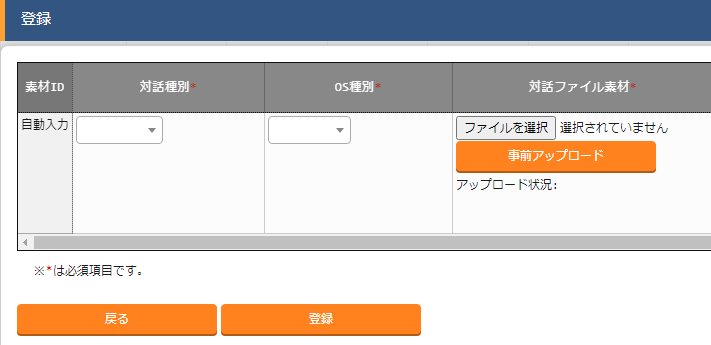 登録
素材ID 対話種別* OS種別* 対話ファイル素材*
自動入力 ファイルを選択 選択されていません
事前アップロード
アップロード状況:
※*は必須項目です。
戻る 登録